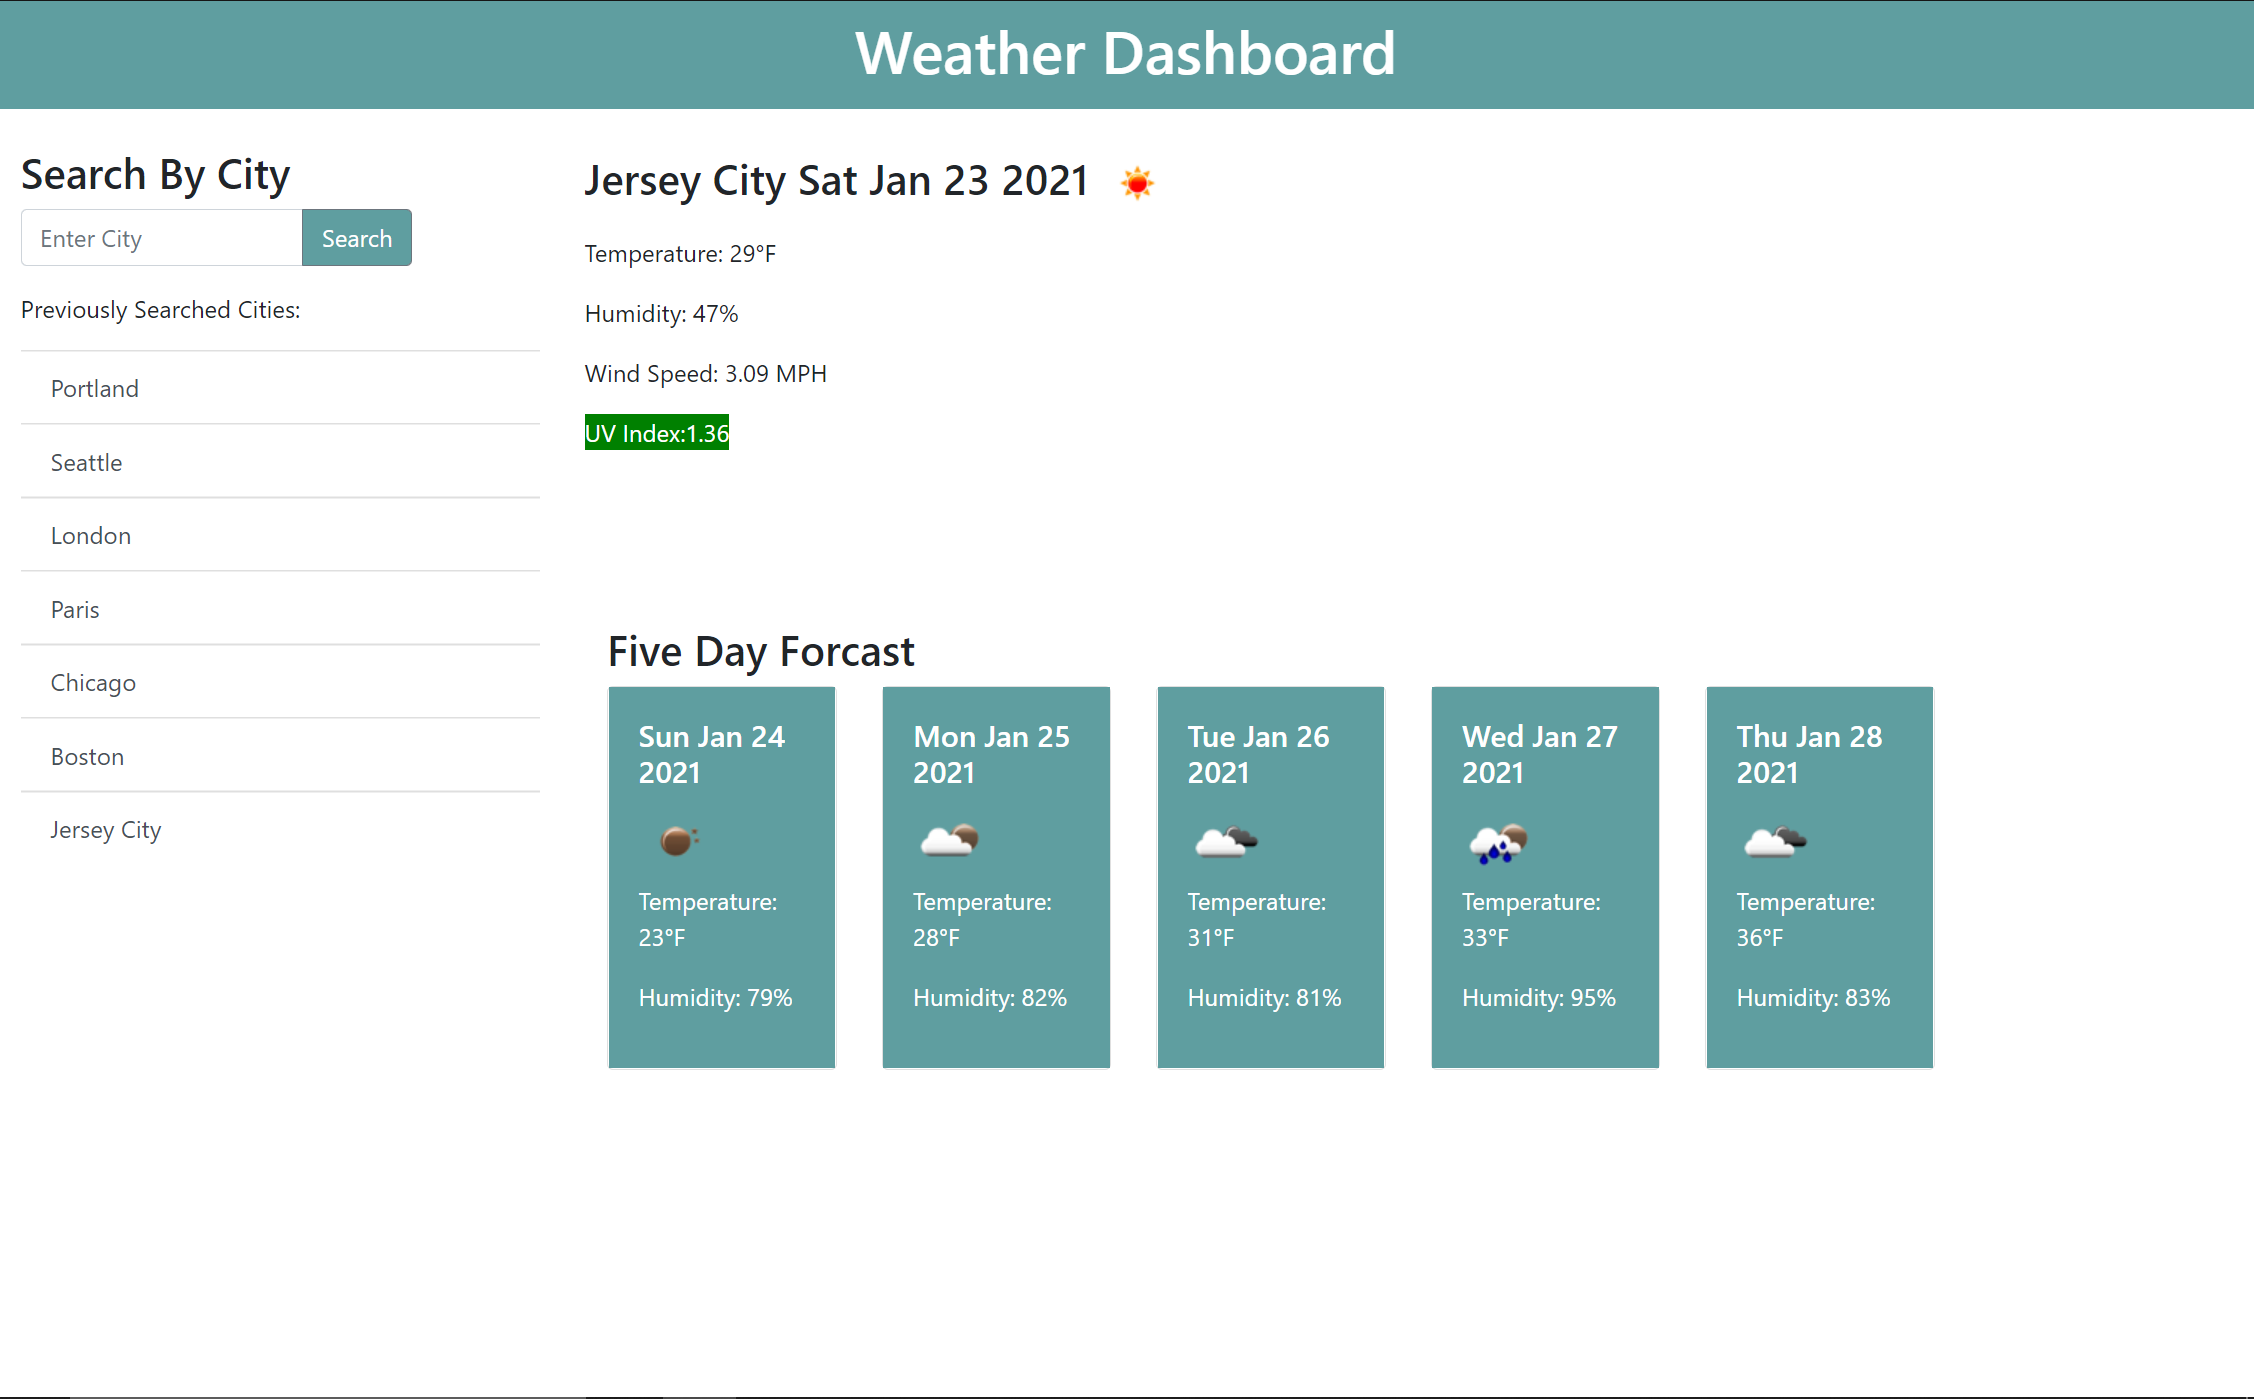 Weather Dashboard
Search By City
Enter City
Search
Previously Searched Cities:
Portland
Seattle
London
Paris
Chicago
Boston
Jersey City
Jersey City Sat Jan 23 2021
Temperature: 29°F
Humidity: 47%
Wind Speed: 3.09 MPH
UV Index:1.36
Five Day Forcast
Sun Jan 24
2021
Temperature:
23°F
Humidity: 79%
Mon Jan 25
2021
Temperature:
28°F
Humidity: 82%
Tue Jan 26
2021
Temperature:
31°F
Humidity: 81%
Wed Jan 27
2021
Temperature:
33°F
Humidity: 95%
Thu Jan 28
2021
Temperature:
36°F
Humidity: 83%